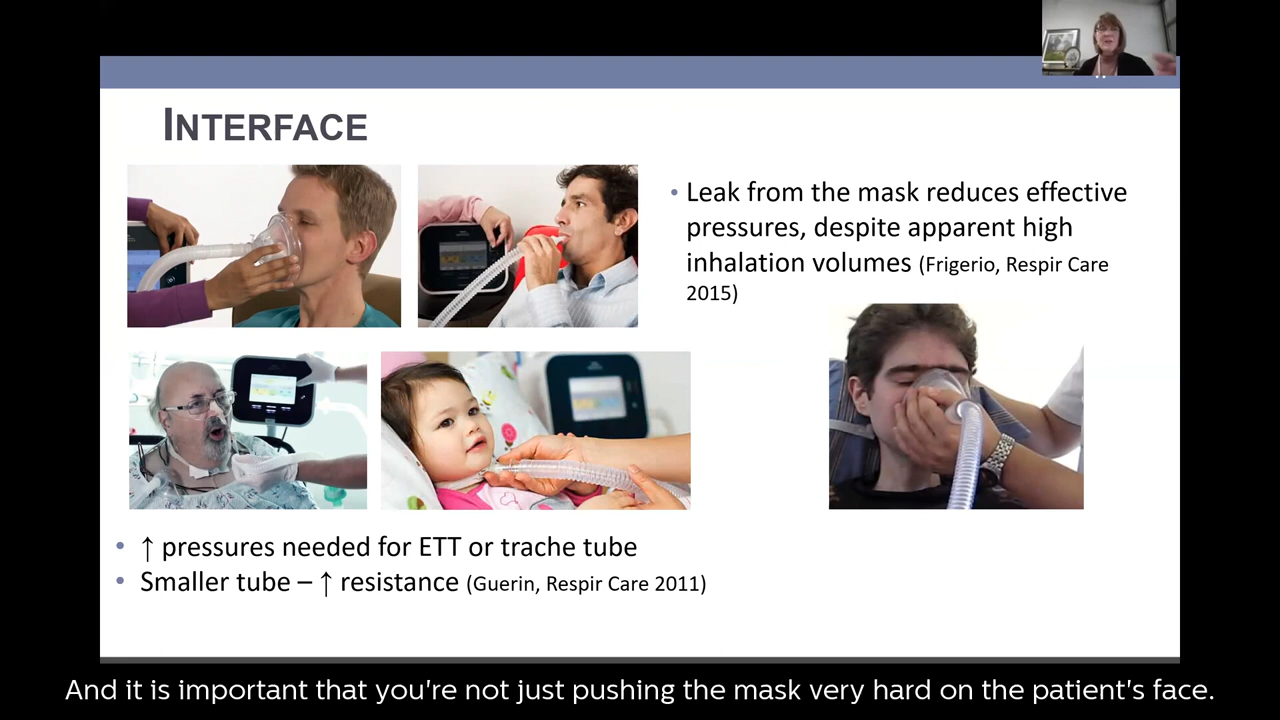 INTERFACE
• Leak from the mask reduces effective
pressures, despite apparent high
inhalation volumes (Frigerio, Respir Care
2015)
• ↑ pressures needed for ETT or trache tube
• Smaller tube – ↑ resistance (Guerin, Respir Care 2011)
And it is important that you're not just pushing the mask very hard on the patient's face.